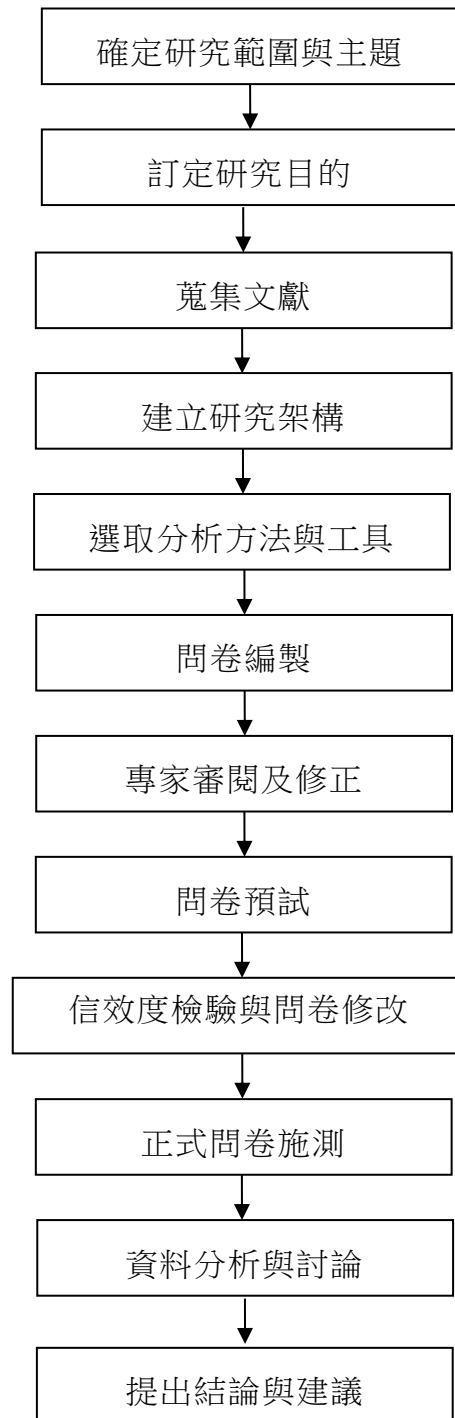 確定研究範圍與主題
訂定研究目的
蒐集文獻
建立研究架構
選取分析方法與工具
問卷編製
專家審閱及修正
問卷預試
信效度檢驗與問卷修改
正式問卷施測
資料分析與討論
提出結論與建議